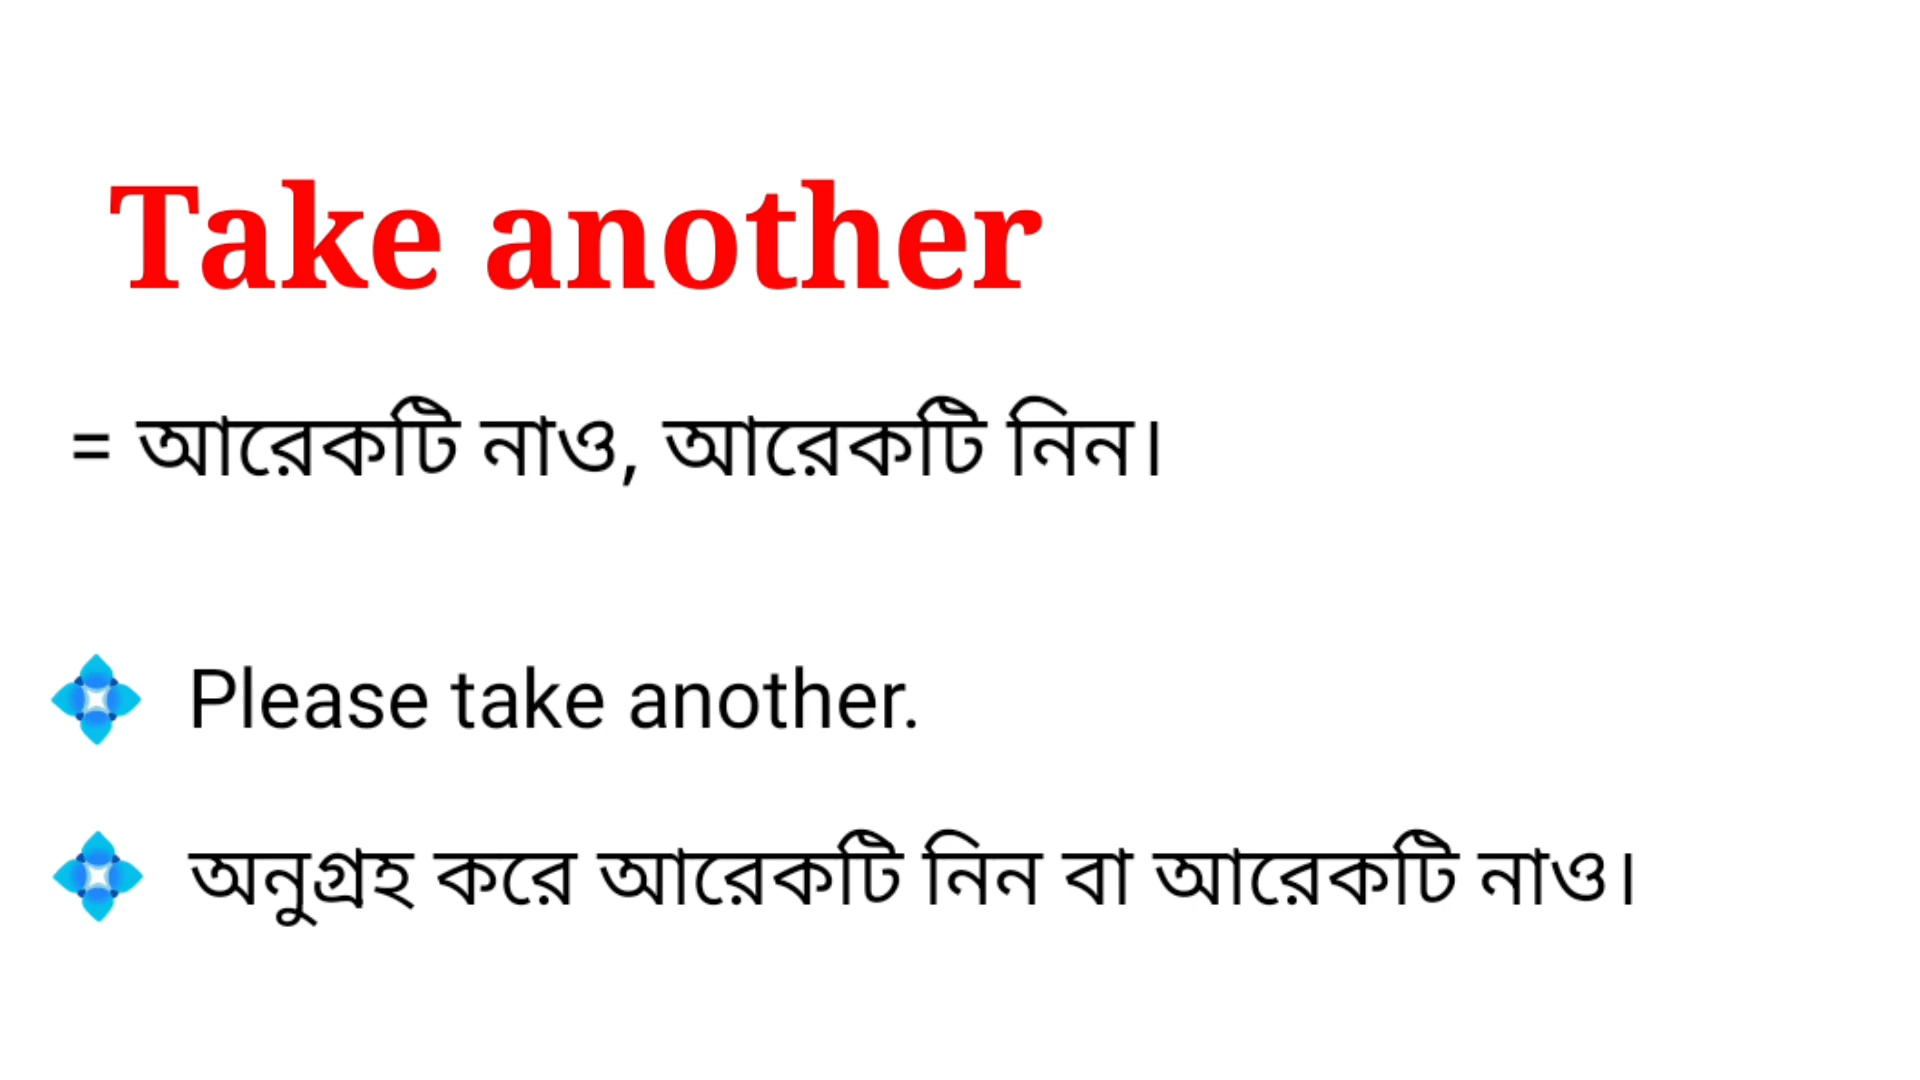 Take another
= আরেকটি নাও, আরেকটি নিন।
💠 Please take another.
💠 অনুগ্রহ করে আরেকটি নিন বা আরেকটি নাও।